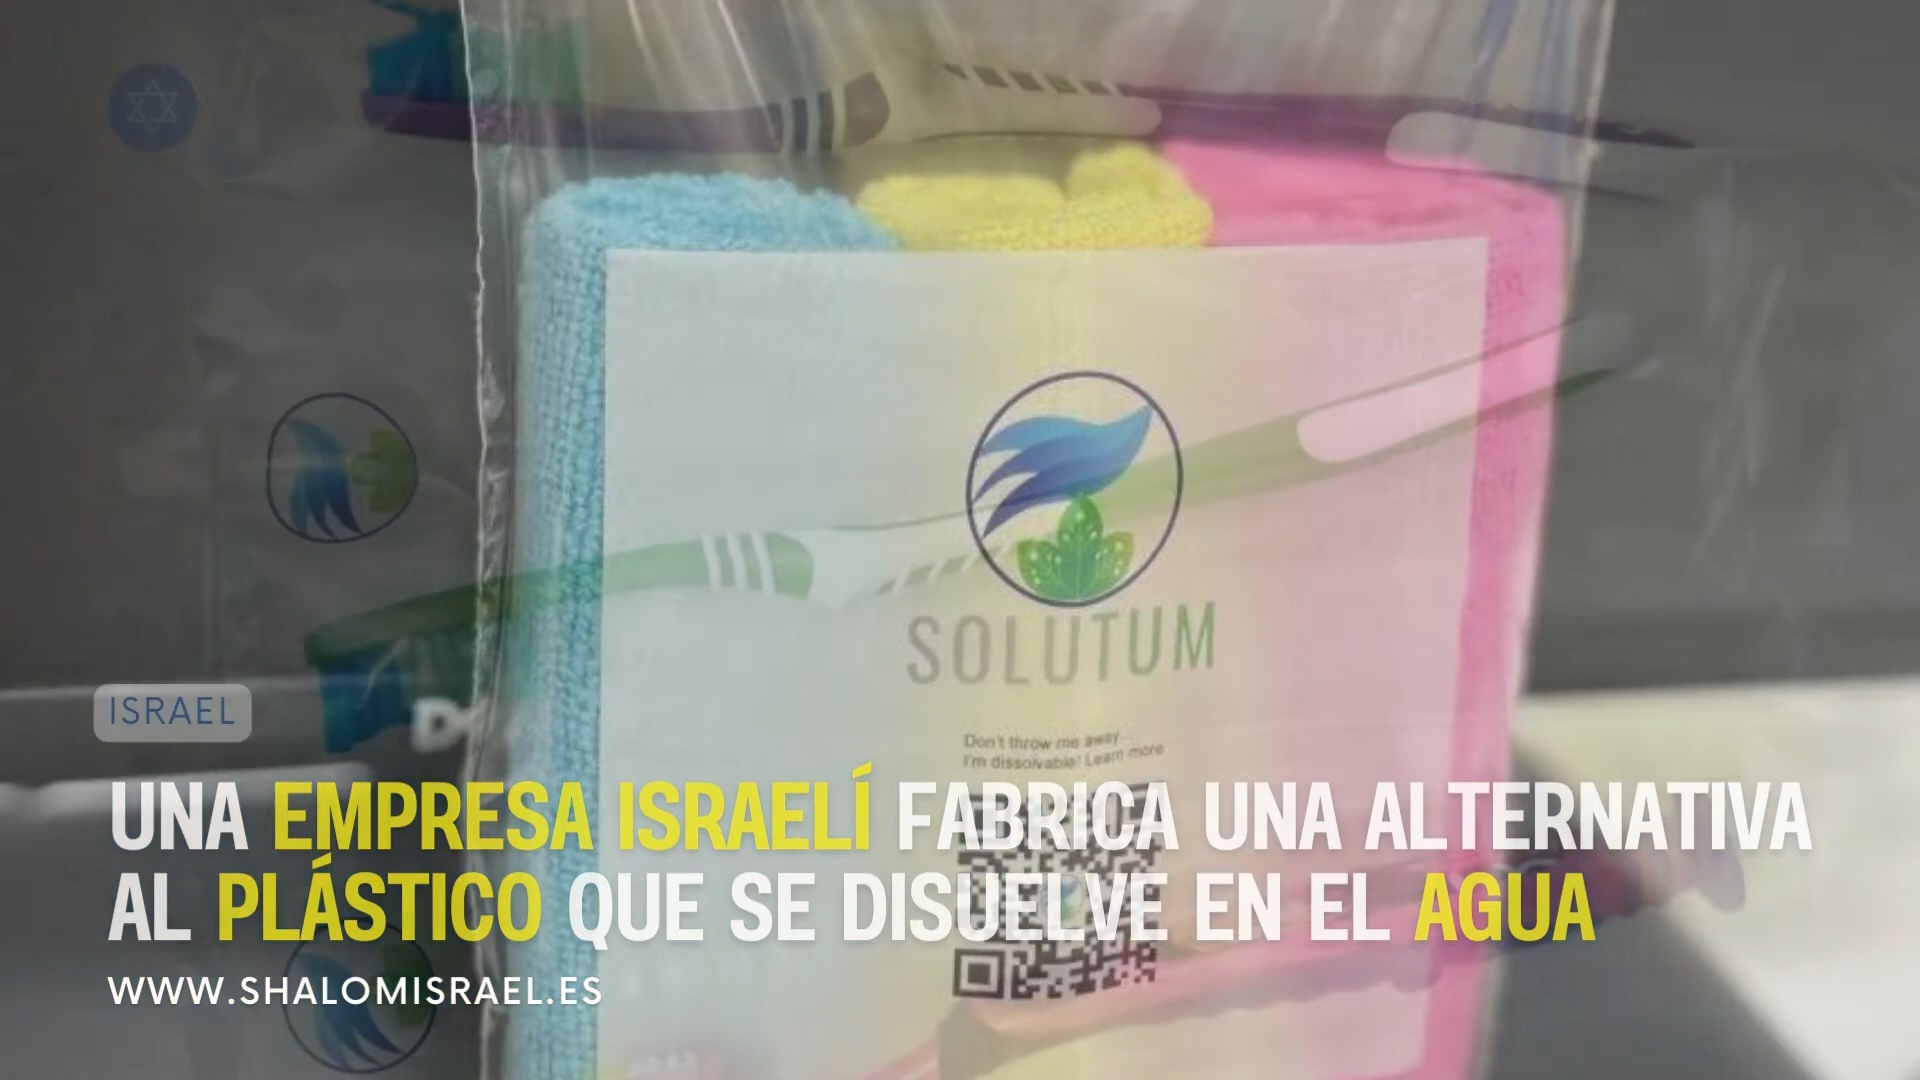 SOLUTUM
Don't throw me away...
I'm dissolvable! Learn more
ISRAEL
UNA EMPRESA ISRAELÍ FABRICA UNA ALTERNATIVA
AL PLÁSTICO QUE SE DISUELVE EN EL AGUA
WWW.SHALOMISRAEL.ES